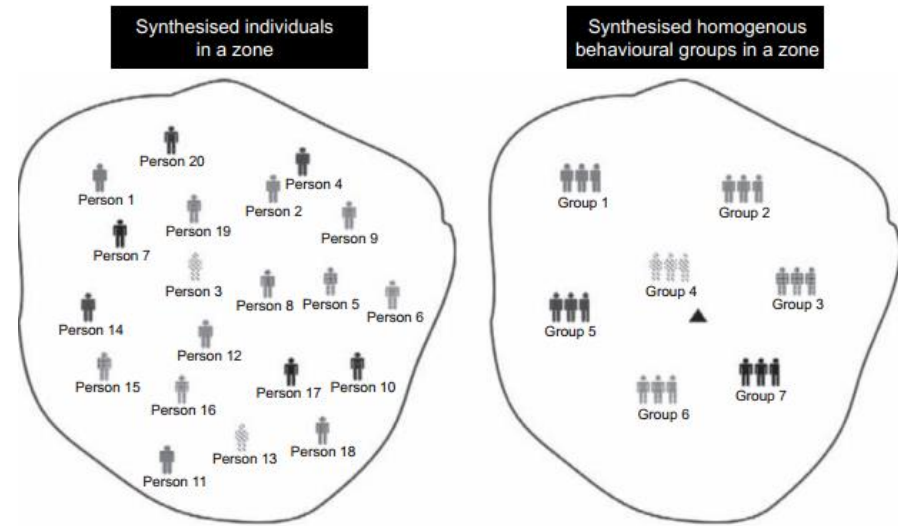 Synthesised individuals
in a zone
Synthesised homogenous
behavioural groups in a zone
Person 20
Person 4
Person 1
Person 2
Person 19
Person 9
Person 7
Person 3
Person 8
Person 5
Person 6
Person 14
Person 12
Person 15
Person 16
Person 17
Person 10
Person 13
Person 18
Person 11
Group 1
Group 2
Group 4
Group 3
Group 5
Group 7
Group 6